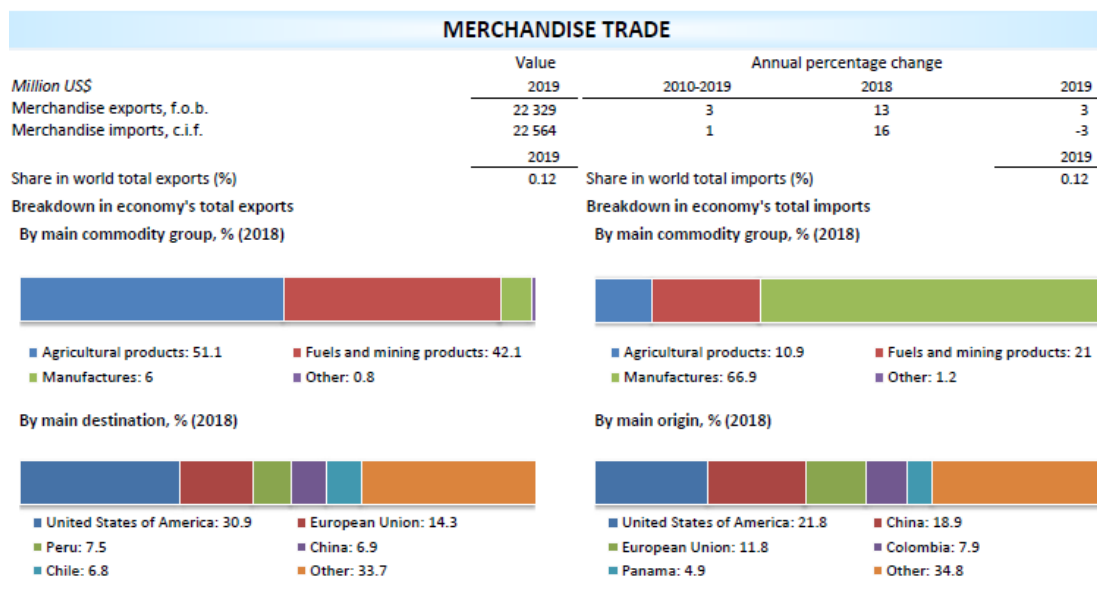 MERCHANDISE TRADE
Value Annual percentage change
Million US$ 2019 2010-2019 2018 2019
Merchandise exports, f.o.b. 22 329 3 13 3
Merchandise imports, c.i.f. 22 564 1 16 -3
2019 2019
Share in world total exports (%) 0.12 Share in world total imports (%) 0.12
Breakdown in economy's total exports Breakdown in economy's total imports
By main commodity group, % (2018) By main commodity group, % (2018)
Agricultural products: 51.1 Fuels and mining products: 42.1 Agricultural products: 10.9 Fuels and mining products: 21
Manufactures: 6 Other: 0.8 Manufactures: 66.9 Other: 1.2
By main destination, % (2018) By main origin, % (2018)
United States of America: 30.9 European Union: 14.3 United States of America: 21.8 China: 18.9
Peru: 7.5 China: 6.9 European Union: 11.8 Colombia: 7.9
Chile: 6.8 Other: 33.7 Panama: 4.9 Other: 34.8